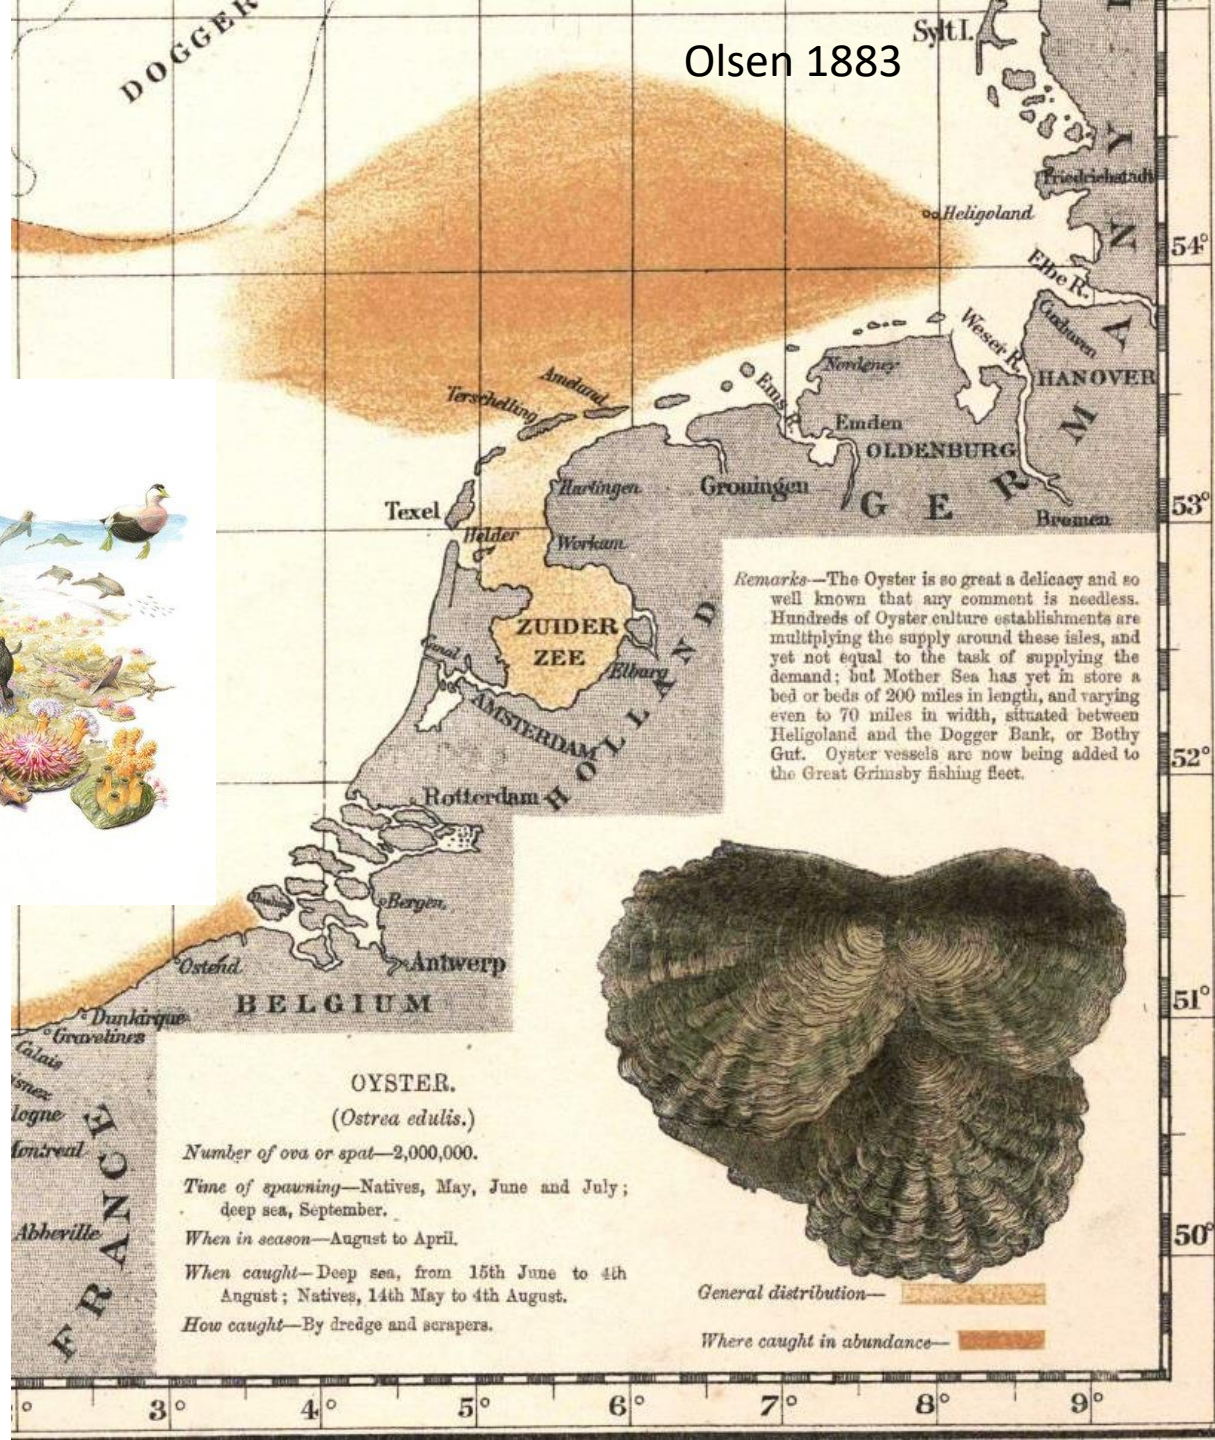 Olsen 1883
DOGGER
Sylt I.
Friedrichstadt
Heligoland
54°
Elbe R.
Cuxhaven
Weser R.
HANOVER
Norderney
Ameland
Terschelling
Ems R.
Emden
OLDENBURG
GERMANY
Groningen
Harlingen
Texel
53°
Bremen
Helder
Workum
ZUIDER
ZEE
Canal
Elburg
AMSTERDAM
HOLLAND
Remarks—The Oyster is so great a delicacy and so
well known that any comment is needless.
Hundreds of Oyster culture establishments are
multiplying the supply around these isles, and
yet not equal to the task of supplying the
demand; but Mother Sea has yet in store a
bed or beds of 200 miles in length, and varying
even to 70 miles in width, situated between
Heligoland and the Dogger Bank, or Botny
Gut. Oyster vessels are now being added to
the Great Grimsby fishing fleet.
52°
Rotterdam
Bergen
Ostend
Antwerp
BELGIUM
51°
Dunkirque
Gravelines
Calais
logne
Montreal
Abbeville
FRANCE
OYSTER.
(Ostrea edulis.)
Number of ova or spat—2,000,000.
Time of spawning—Natives, May, June and July;
deep sea, September.
When in season—August to April.
When caught—Deep sea, from 15th June to 4th
August; Natives, 14th May to 4th August.
How caught—By dredge and scrapers.
50°
General distribution—
Where caught in abundance—
3° 4° 5° 6° 7° 8° 9°